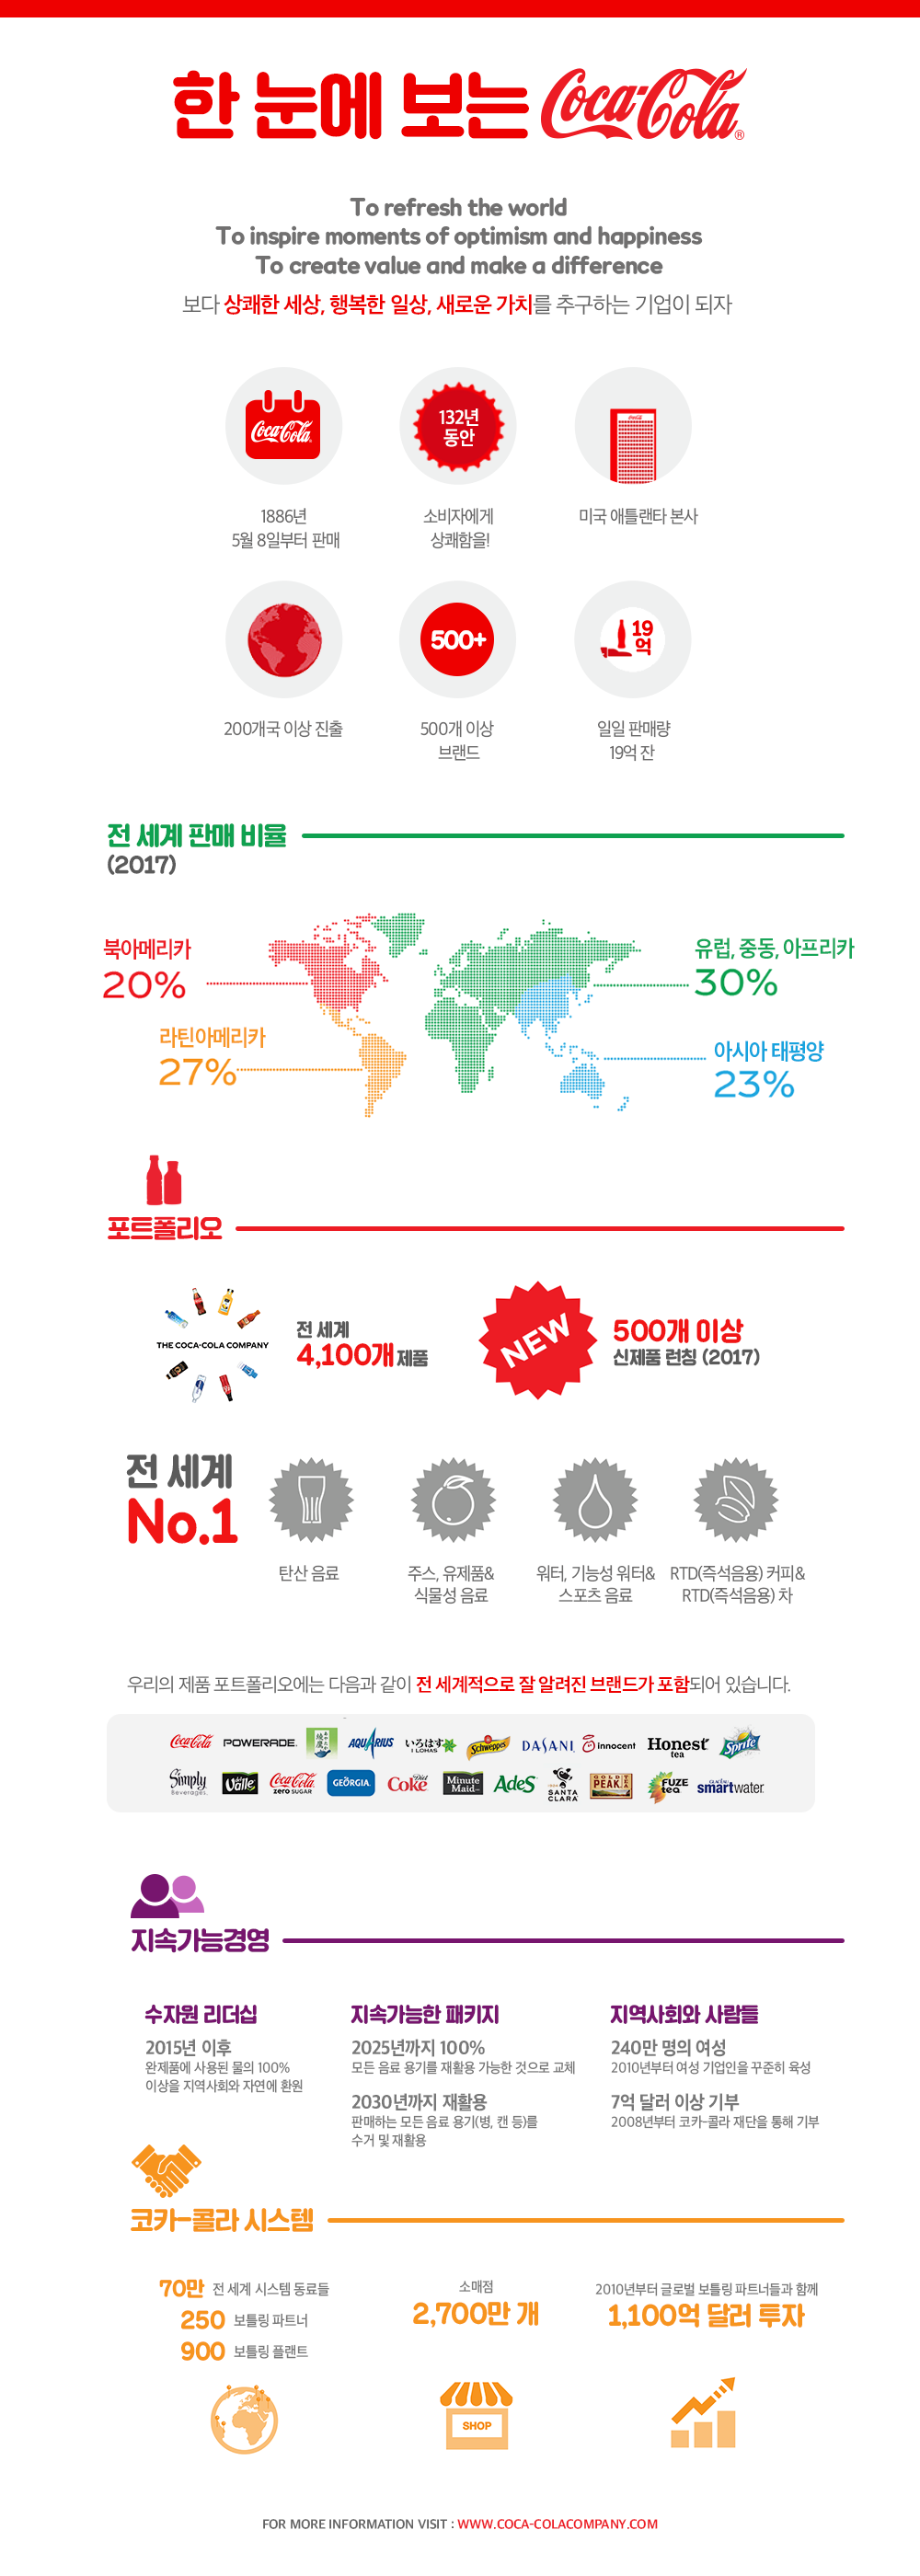 한 눈에 보는 Coca-Cola®
To refresh the world
To inspire moments of optimism and happiness
To create value and make a difference
보다 상쾌한 세상, 행복한 일상, 새로운 가치를 추구하는 기업이 되자
Coca-Cola
132년
동안
Coca-Cola
1886년
5월 8일부터 판매
소비자에게
상쾌함을!
미국 애틀랜타 본사
500+
19
억
200개국 이상 진출
500개 이상
브랜드
일일 판매량
19억 잔
전 세계 판매 비율
(2017)
북아메리카
20%
유럽, 중동, 아프리카
30%
라틴아메리카
27%
아시아 태평양
23%
포트폴리오
THE COCA-COLA COMPANY
전 세계
4,100개 제품
NEW
500개 이상
신제품 런칭 (2017)
전 세계
No.1
탄산 음료
주스, 유제품&
식물성 음료
워터, 기능성 워터&
스포츠 음료
RTD(즉석음용) 커피&
RTD(즉석음용) 차
우리의 제품 포트폴리오에는 다음과 같이 전 세계적으로 잘 알려진 브랜드가 포함되어 있습니다.
Coca-Cola POWERADE 綾鷹 AQUARIUS いろはす I LOHAS Schweppes DASANI innocent Honest tea Sprite
Simply Beverages del Valle Coca-Cola zero SUGAR GEORGIA Diet Coke Minute Maid AdeS SANTA CLARA GOLD PEAK FUZE tea smartwater
지속가능경영
수자원 리더십
2015년 이후
완제품에 사용된 물의 100%
이상을 지역사회와 자연에 환원
지속가능한 패키지
2025년까지 100%
모든 음료 용기를 재활용 가능한 것으로 교체
2030년까지 재활용
판매하는 모든 음료 용기(병, 캔 등)를
수거 및 재활용
지역사회와 사람들
240만 명의 여성
2010년부터 여성 기업인을 꾸준히 육성
7억 달러 이상 기부
2008년부터 코카-콜라 재단을 통해 기부
코카-콜라 시스템
70만 전 세계 시스템 동료들
250 보틀링 파트너
900 보틀링 플랜트
소매점
2,700만 개
SHOP
2010년부터 글로벌 보틀링 파트너들과 함께
1,100억 달러 투자
FOR MORE INFORMATION VISIT : WWW.COCA-COLACOMPANY.COM